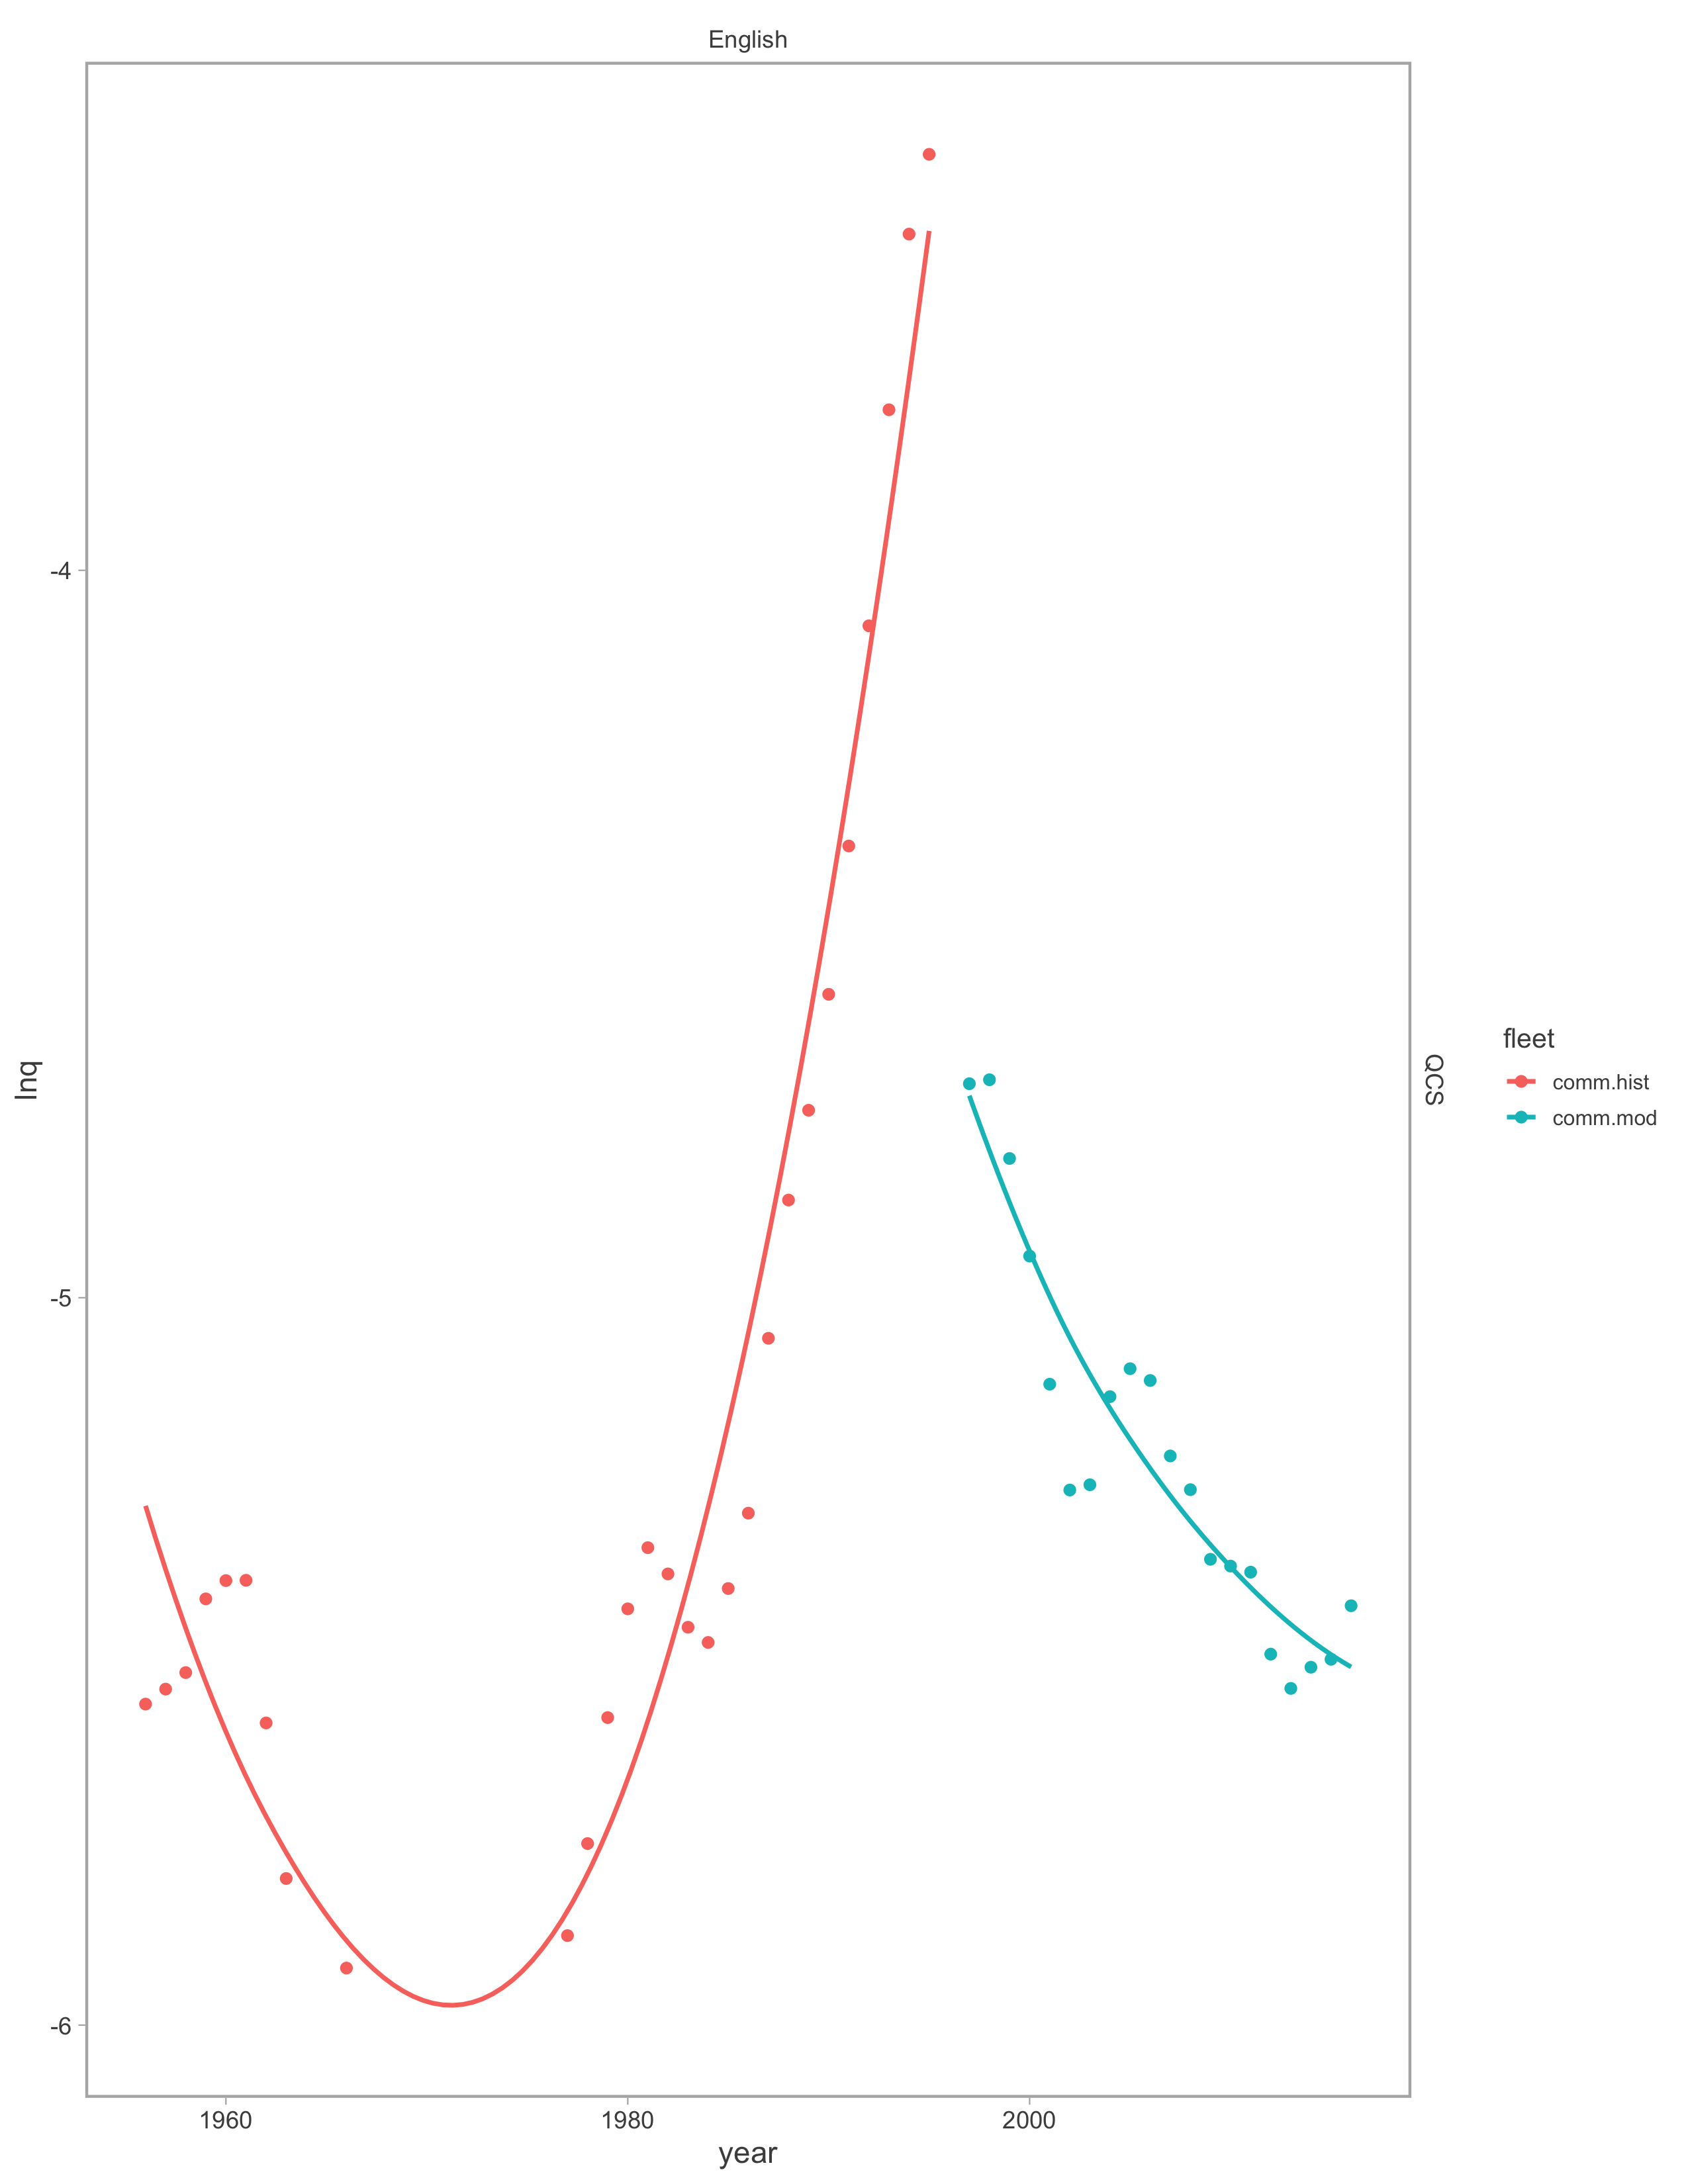 English
-4
-5
-6
lnq
1960
1980
2000
year
QCS
fleet
comm.hist
comm.mod